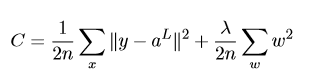 C = \frac{1}{2n} \sum_x \|y - a^L\|^2 + \frac{\lambda}{2n} \sum_w w^2